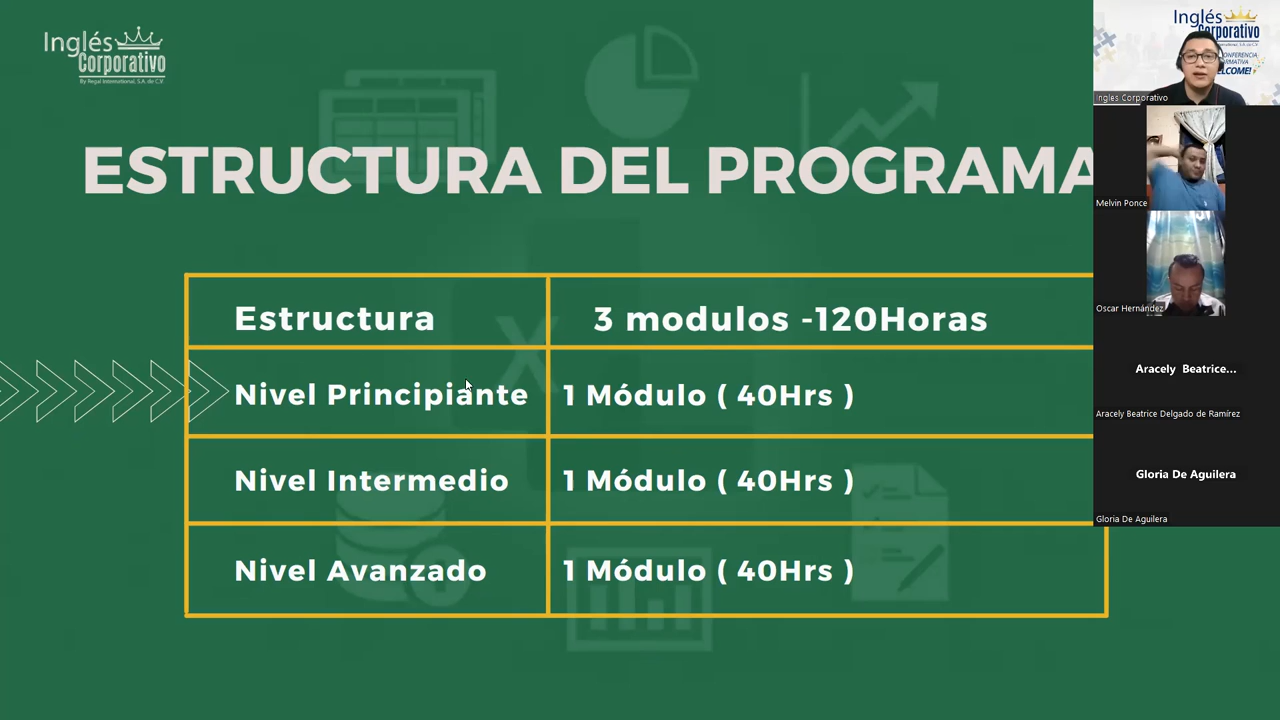 Inglés
Corporativo
By Regal International, S.A. de C.V.
ESTRUCTURA DEL PROGRAMA
Estructura
3 modulos -120Horas
Nivel Principiante
1 Módulo ( 40Hrs )
Nivel Intermedio
1 Módulo ( 40Hrs )
Nivel Avanzado
1 Módulo ( 40Hrs )
Inglés
Corporativo
Ingles Corporativo
Melvin Ponce
Oscar Hernández
Aracely Beatrice...
Aracely Beatrice Delgado de Ramírez
Gloria De Aguilera
Gloria De Aguilera